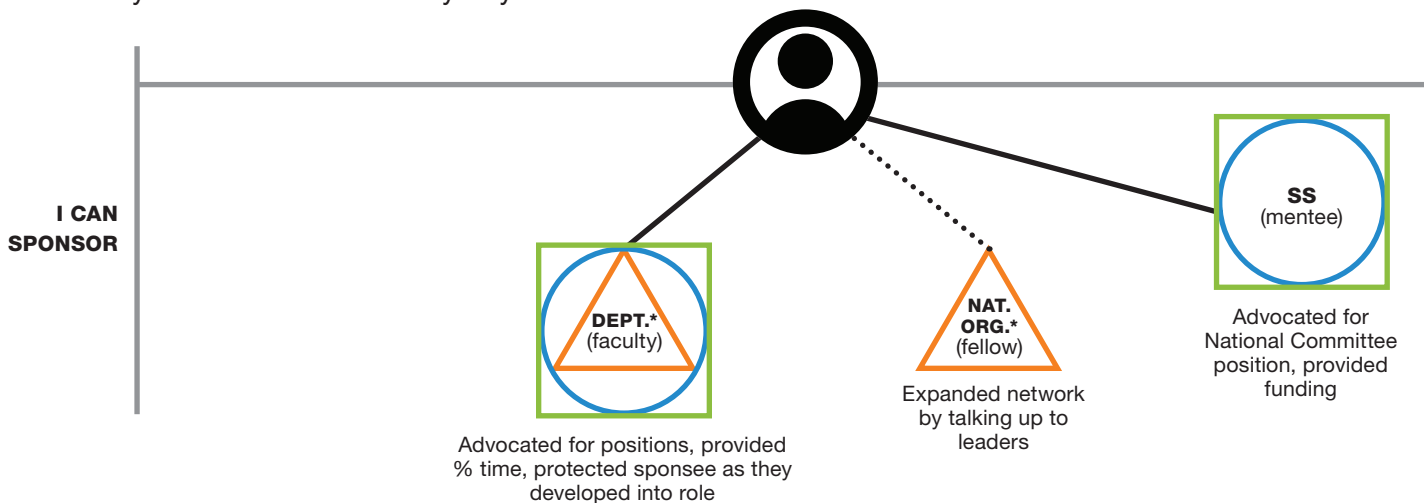 I CAN
SPONSOR
DEPT.*
(faculty)
Advocated for positions, provided
% time, protected sponsee as they
developed into role
NAT.
ORG.*
(fellow)
Expanded network
by talking up to
leaders
SS
(mentee)
Advocated for
National Committee
position, provided
funding